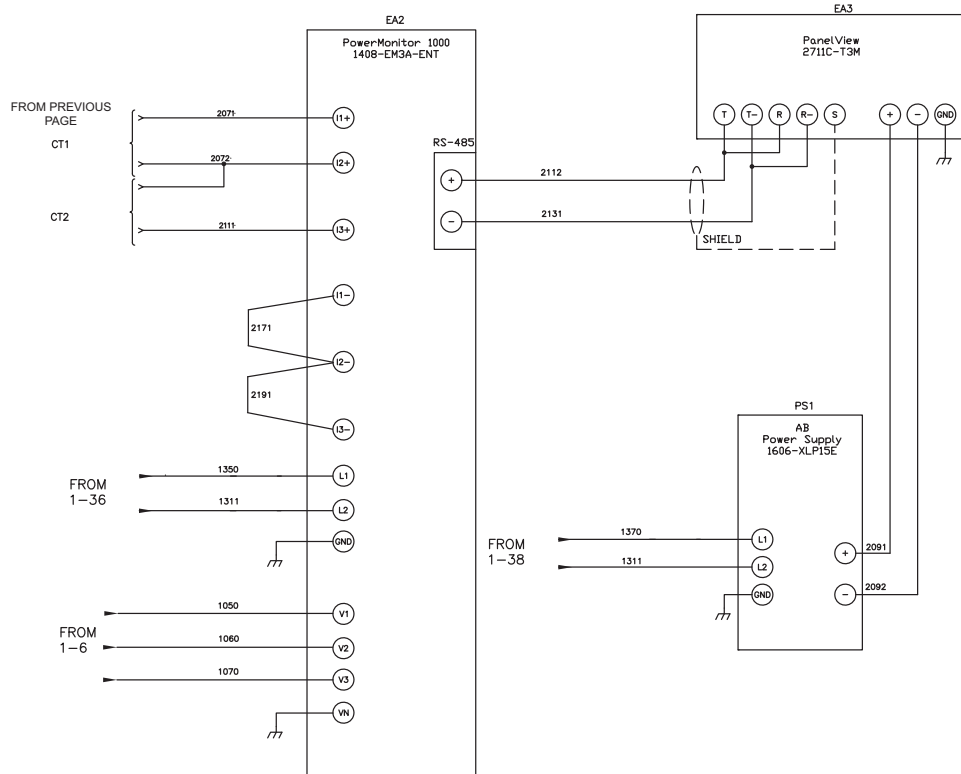 EA2
PowerMonitor 1000
1408-EM3A-ENT
EA3
PanelView
2711C-T3M
FROM PREVIOUS
PAGE
CT1
CT2
2071
2072
2111
I1+
I2+
I3+
RS-485
+
-
2112
2131
SHIELD
T
T-
R
R-
S
+
-
GND
I1-
2171
I2-
2191
I3-
FROM
1-36
1350
L1
1311
L2
GND
FROM
1-6
1050
V1
1060
V2
1070
V3
VN
PS1
AB
Power Supply
1606-XLP15E
FROM
1-38
1370
L1
1311
L2
GND
+
2091
-
2092